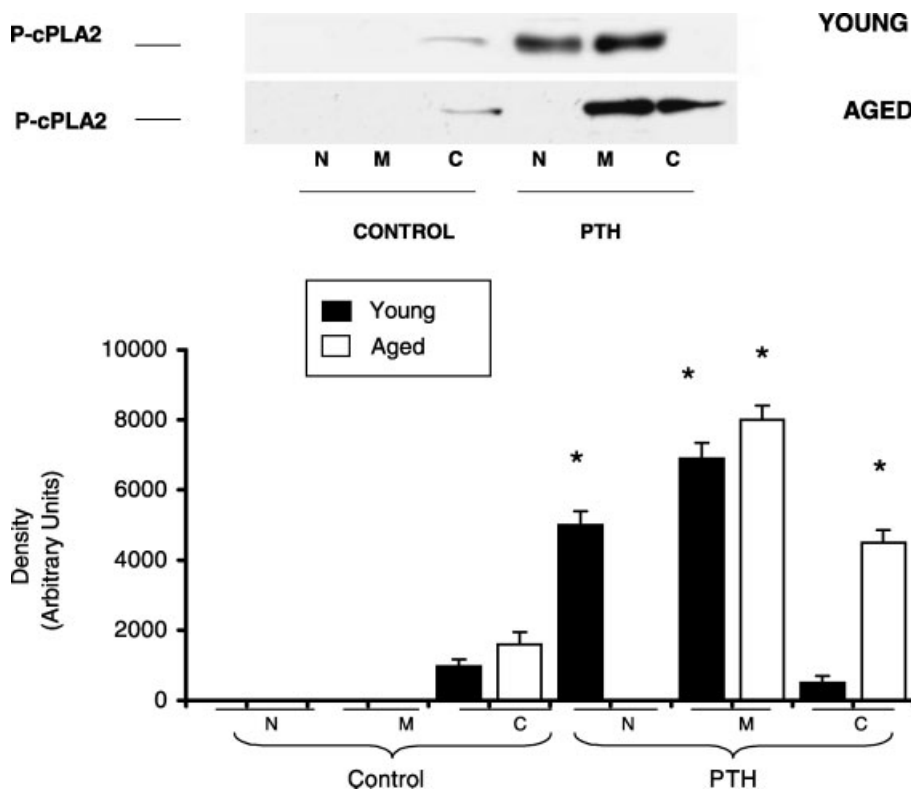 P-cPLA2 YOUNG
P-cPLA2 AGED
N M C N M C
CONTROL PTH
Young
Aged
10000
8000
6000
4000
2000
0
Density
(Arbitrary Units)
* * * *
N M C N M C
Control PTH